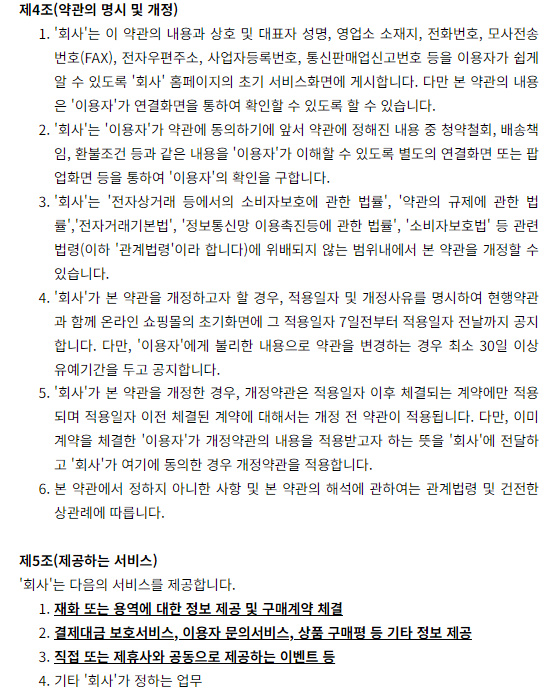 제4조(약관의 명시 및 개정)
1. '회사'는 이 약관의 내용과 상호 및 대표자 성명, 영업소 소재지, 전화번호, 모사전송
번호(FAX), 전자우편주소, 사업자등록번호, 통신판매업신고번호 등을 이용자가 쉽게
알 수 있도록 '회사' 홈페이지의 초기 서비스화면에 게시합니다. 다만 본 약관의 내용
은 '이용자'가 연결화면을 통하여 확인할 수 있도록 할 수 있습니다.
2. '회사'는 '이용자'가 약관에 동의하기에 앞서 약관에 정해진 내용 중 청약철회, 배송책
임, 환불조건 등과 같은 내용을 '이용자'가 이해할 수 있도록 별도의 연결화면 또는 팝
업화면 등을 통하여 '이용자'의 확인을 구합니다.
3. '회사'는 '전자상거래 등에서의 소비자보호에 관한 법률', '약관의 규제에 관한 법
률','전자거래기본법', '정보통신망 이용촉진등에 관한 법률', '소비자보호법' 등 관련
법령(이하 '관계법령'이라 합니다)에 위배되지 않는 범위내에서 본 약관을 개정할 수
있습니다.
4. '회사'가 본 약관을 개정하고자 할 경우, 적용일자 및 개정사유를 명시하여 현행약관
과 함께 온라인 쇼핑몰의 초기화면에 그 적용일자 7일전부터 적용일자 전날까지 공지
합니다. 다만, '이용자'에게 불리한 내용으로 약관을 변경하는 경우 최소 30일 이상
유예기간을 두고 공지합니다.
5. '회사'가 본 약관을 개정한 경우, 개정약관은 적용일자 이후 체결되는 계약에만 적용
되며 적용일자 이전 체결된 계약에 대해서는 개정 전 약관이 적용됩니다. 다만, 이미
계약을 체결한 '이용자'가 개정약관의 내용을 적용받고자 하는 뜻을 '회사'에 전달하
고 '회사'가 여기에 동의한 경우 개정약관을 적용합니다.
6. 본 약관에서 정하지 아니한 사항 및 본 약관의 해석에 관하여는 관계법령 및 건전한
상관례에 따릅니다.
제5조(제공하는 서비스)
'회사'는 다음의 서비스를 제공합니다.
1. 재화 또는 용역에 대한 정보 제공 및 구매계약 체결
2. 결제대금 보호서비스, 이용자 문의서비스, 상품 구매평 등 기타 정보 제공
3. 직접 또는 제휴사와 공동으로 제공하는 이벤트 등
4. 기타 '회사'가 정하는 업무